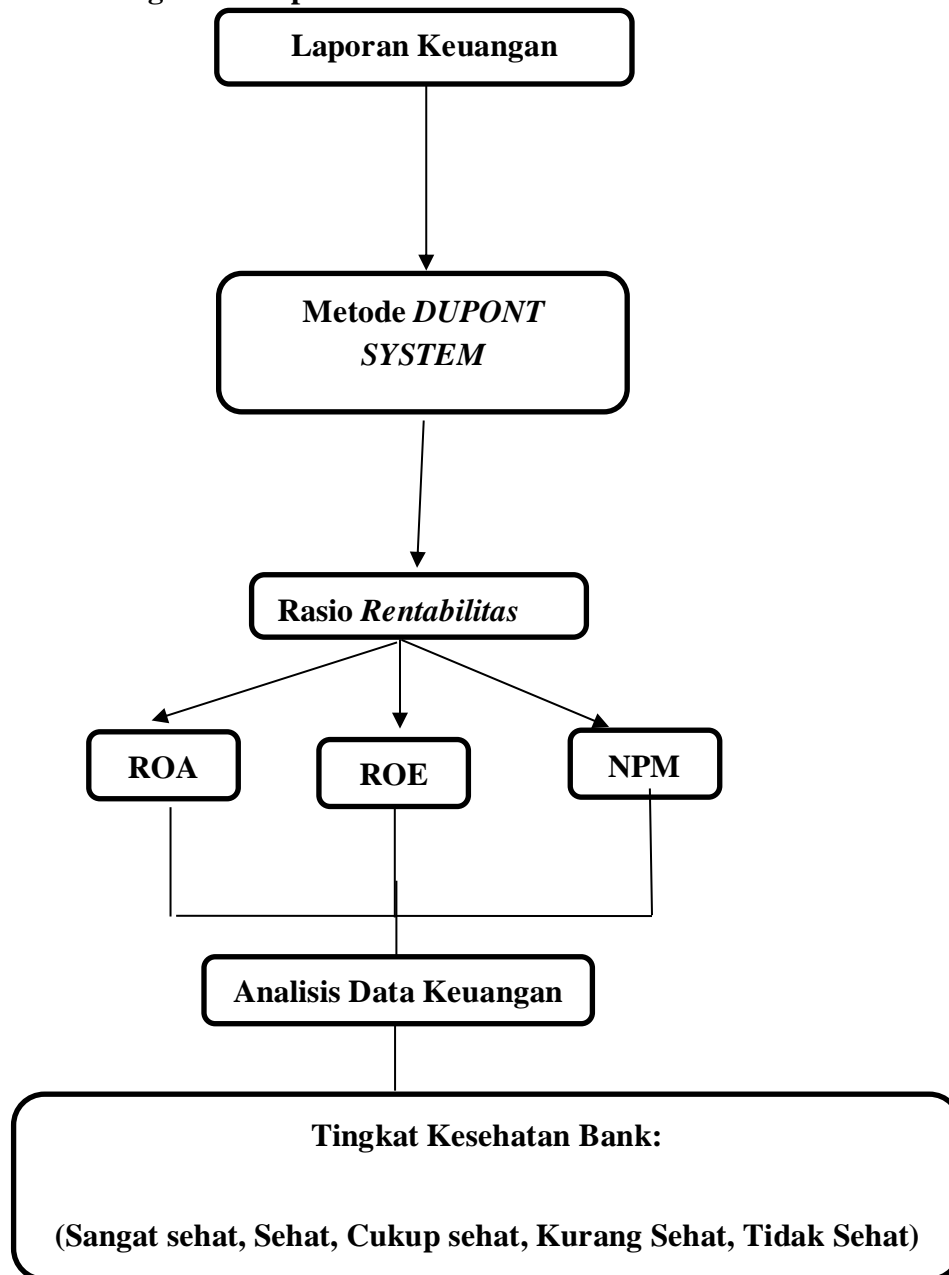 Laporan Keuangan
Metode DUPONT
SYSTEM
Rasio Rentabilitas
ROA
ROE
NPM
Analisis Data Keuangan
Tingkat Kesehatan Bank:
(Sangat sehat, Sehat, Cukup sehat, Kurang Sehat, Tidak Sehat)